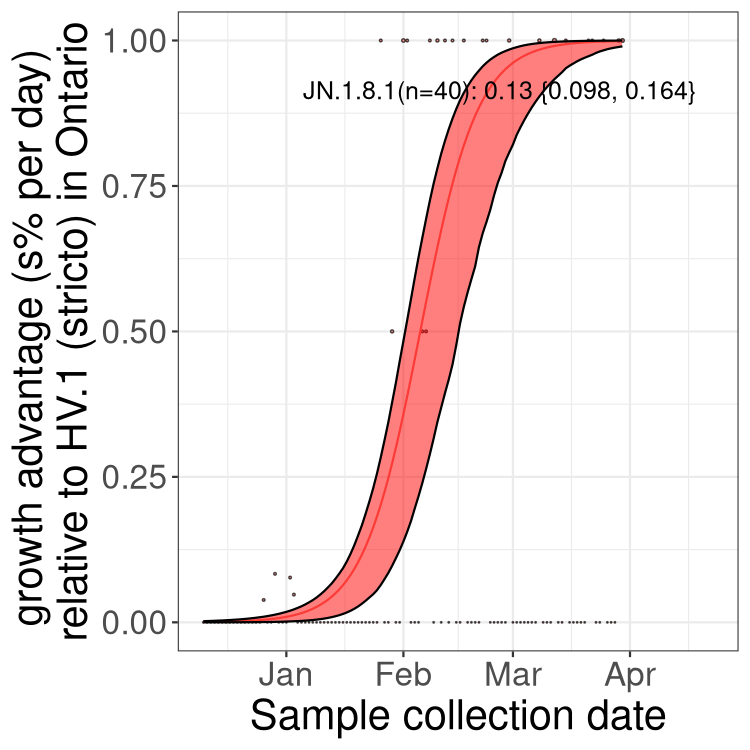 growth advantage (s% per day)
relative to HV.1 (stricto) in Ontario
1.00
0.75
0.50
0.25
0.00
JN.1.8.1(n=40): 0.13 {0.098, 0.164}
Jan Feb Mar Apr
Sample collection date